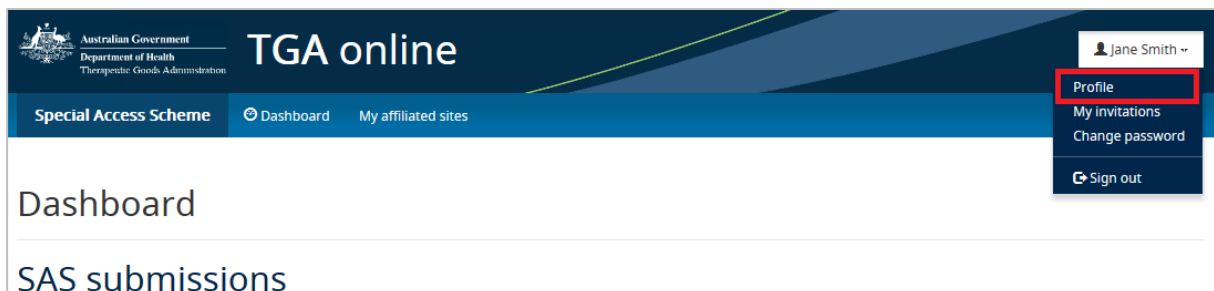 Australian Government
Department of Health
Therapeutic Goods Administration
TGA online
Jane Smith
Profile
My invitations
Change password
Sign out
Special Access Scheme
Dashboard
My affiliated sites
Dashboard
SAS submissions